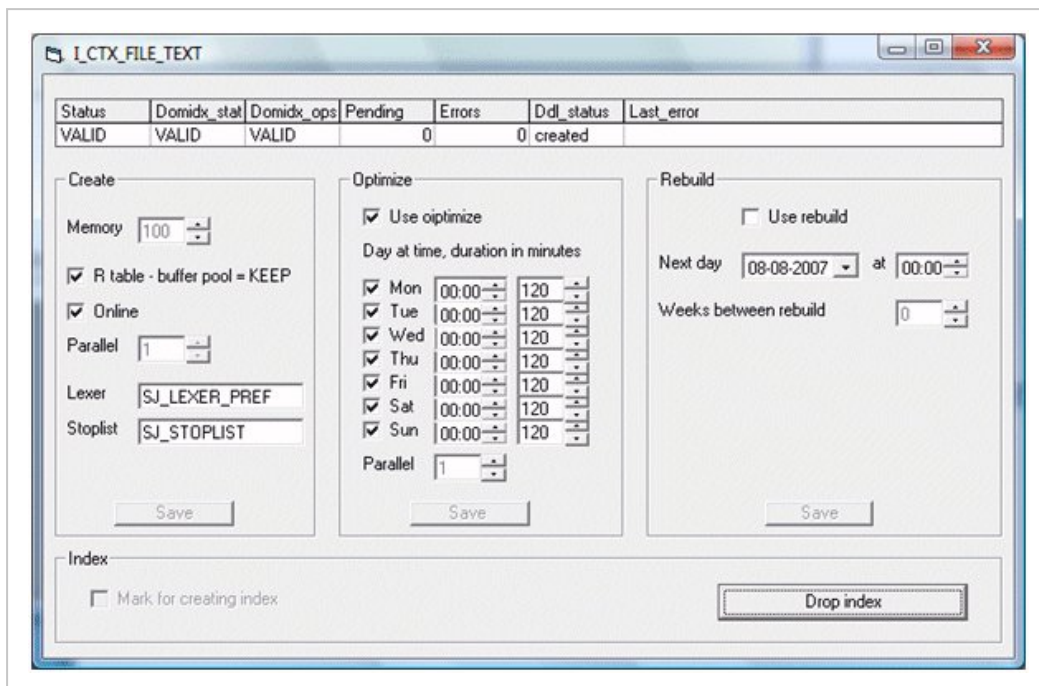 I_CTX_FILE_TEXT
Status Domidx_stat Domidx_ops Pending Errors Ddl_status Last_error
VALID VALID VALID 0 0 created
Create
Memory 100
R table - buffer pool = KEEP
Online
Parallel 1
Lexer SJ_LEXER_PREF
Stoplist SJ_STOPLIST
Save
Optimize
Use oiptimize
Day at time, duration in minutes
Mon 00:00 120
Tue 00:00 120
Wed 00:00 120
Thu 00:00 120
Fri 00:00 120
Sat 00:00 120
Sun 00:00 120
Parallel 1
Save
Rebuild
Use rebuild
Next day 08-08-2007 at 00:00
Weeks between rebuild 0
Save
Index
Mark for creating index
Drop index